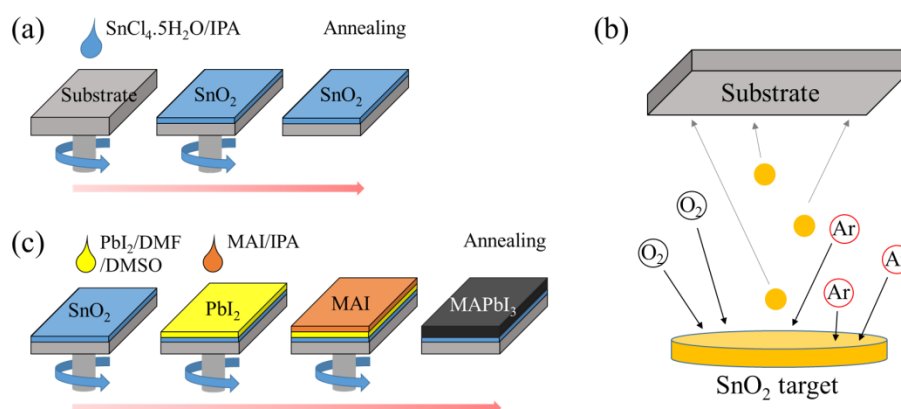 (a)
SnCl₄.5H₂O/IPA
Annealing
Substrate
SnO₂
SnO₂
(b)
Substrate
O₂
O₂
Ar
Ar
Ar
SnO₂ target
(c)
PbI₂/DMF
/DMSO
MAI/IPA
Annealing
SnO₂
PbI₂
MAI
MAPbI₃